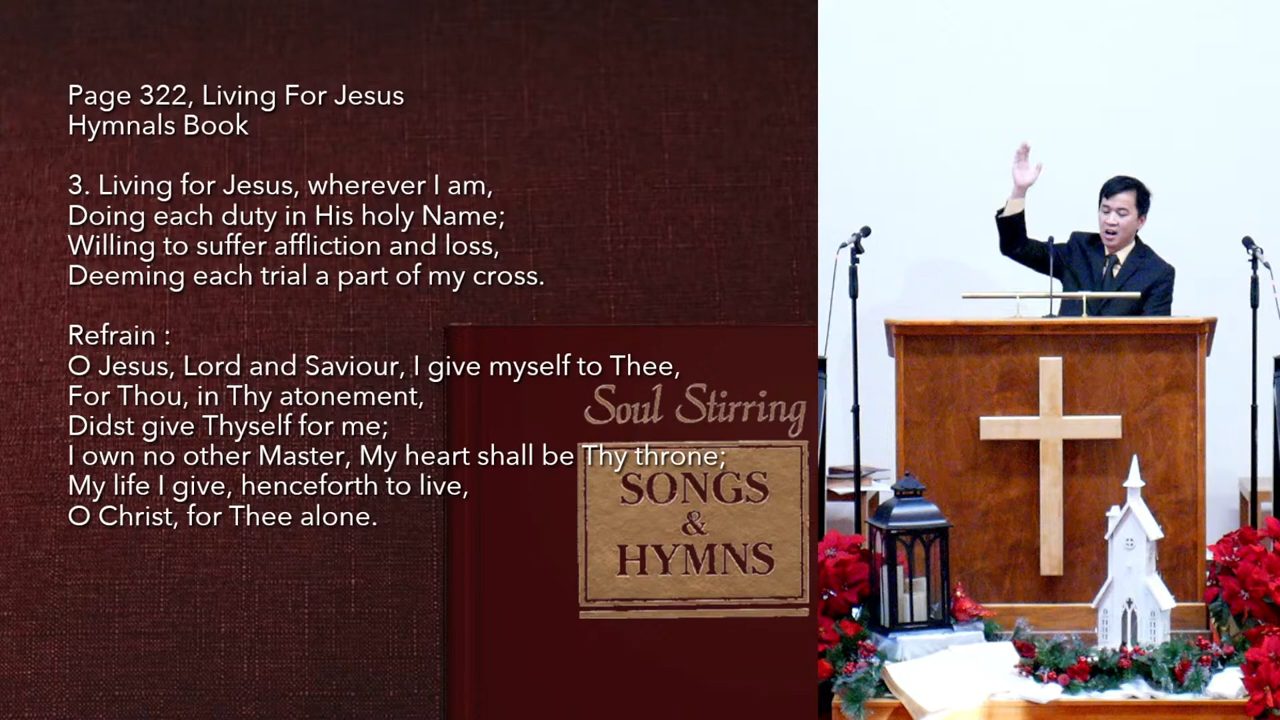 Page 322, Living For Jesus
Hymnals Book
3. Living for Jesus, wherever I am,
Doing each duty in His holy Name;
Willing to suffer affliction and loss,
Deeming each trial a part of my cross.
Refrain :
O Jesus, Lord and Saviour, I give myself to Thee,
For Thou, in Thy atonement,
Didst give Thyself for me;
I own no other Master, My heart shall be Thy throne;
My life I give, henceforth to live,
O Christ, for Thee alone.
Soul Stirring
SONGS
&
HYMNS